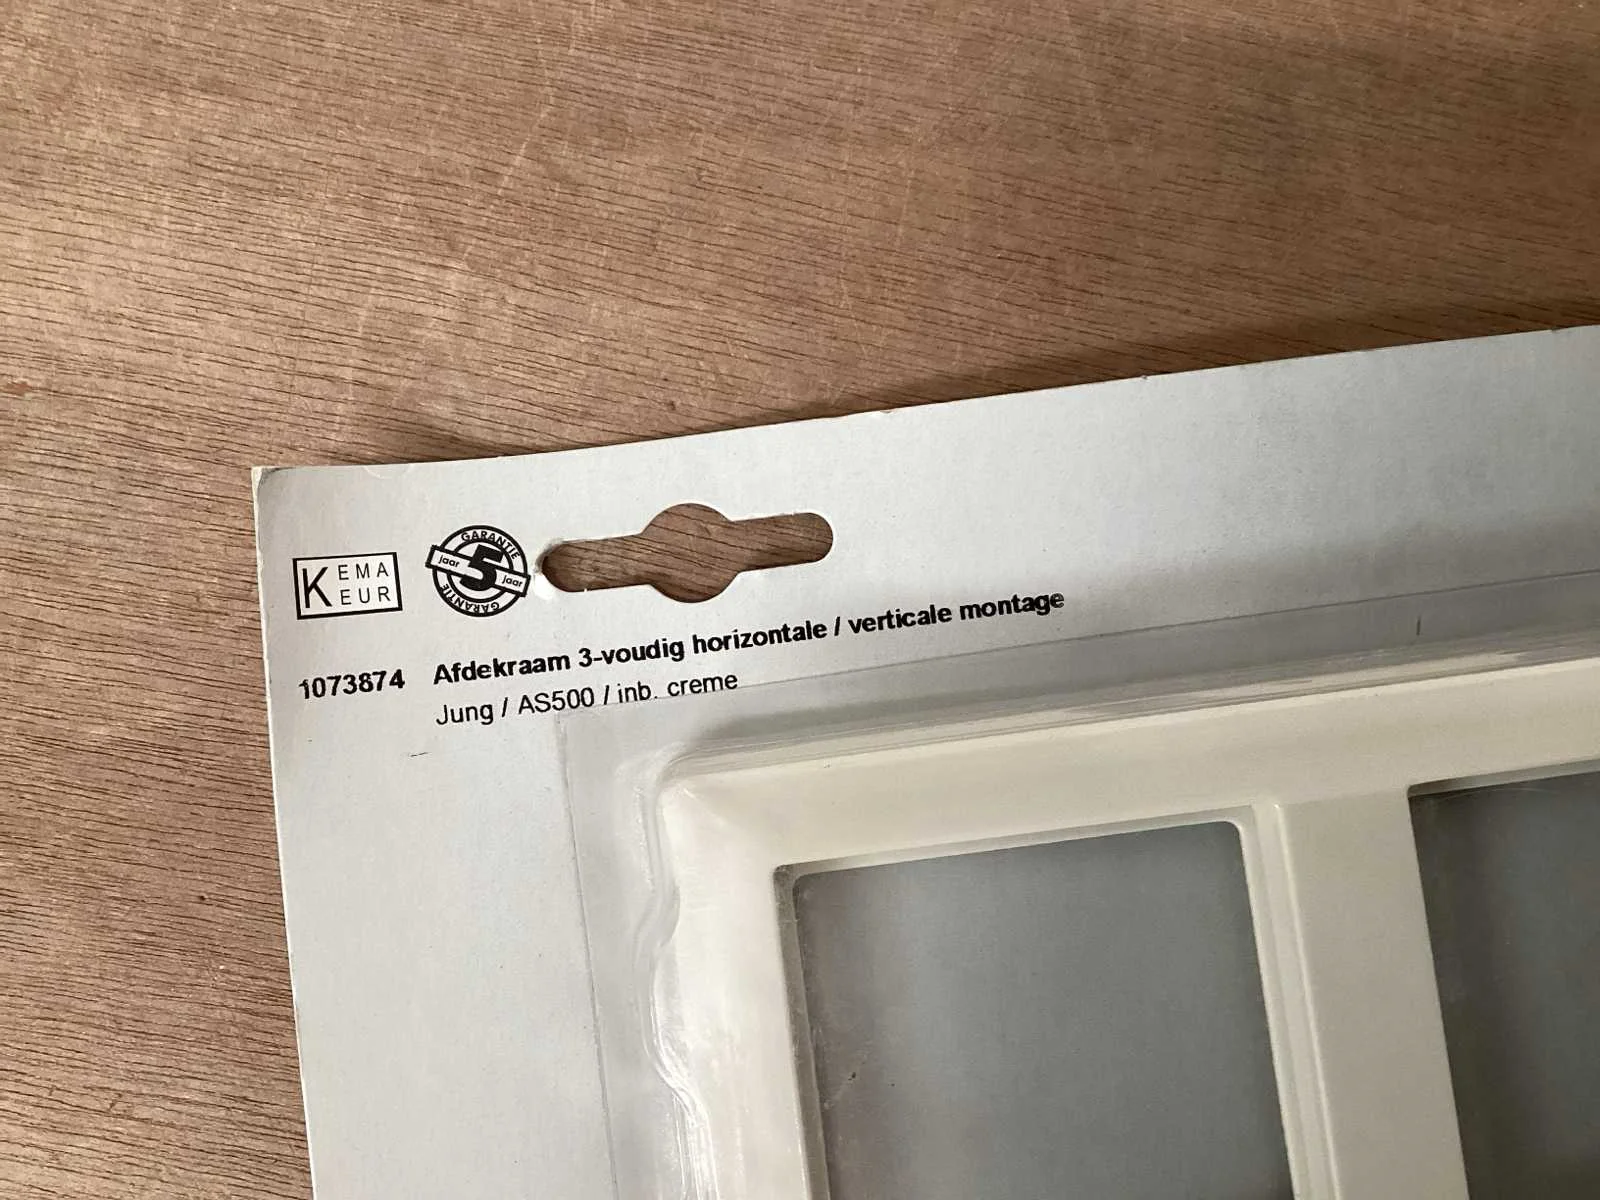 KEMA
KEUR
GARANTIE
jaar 5 jaar
GARANTIE
1073874 Afdekraam 3-voudig horizontale / verticale montage
Jung / AS500 / inb. creme